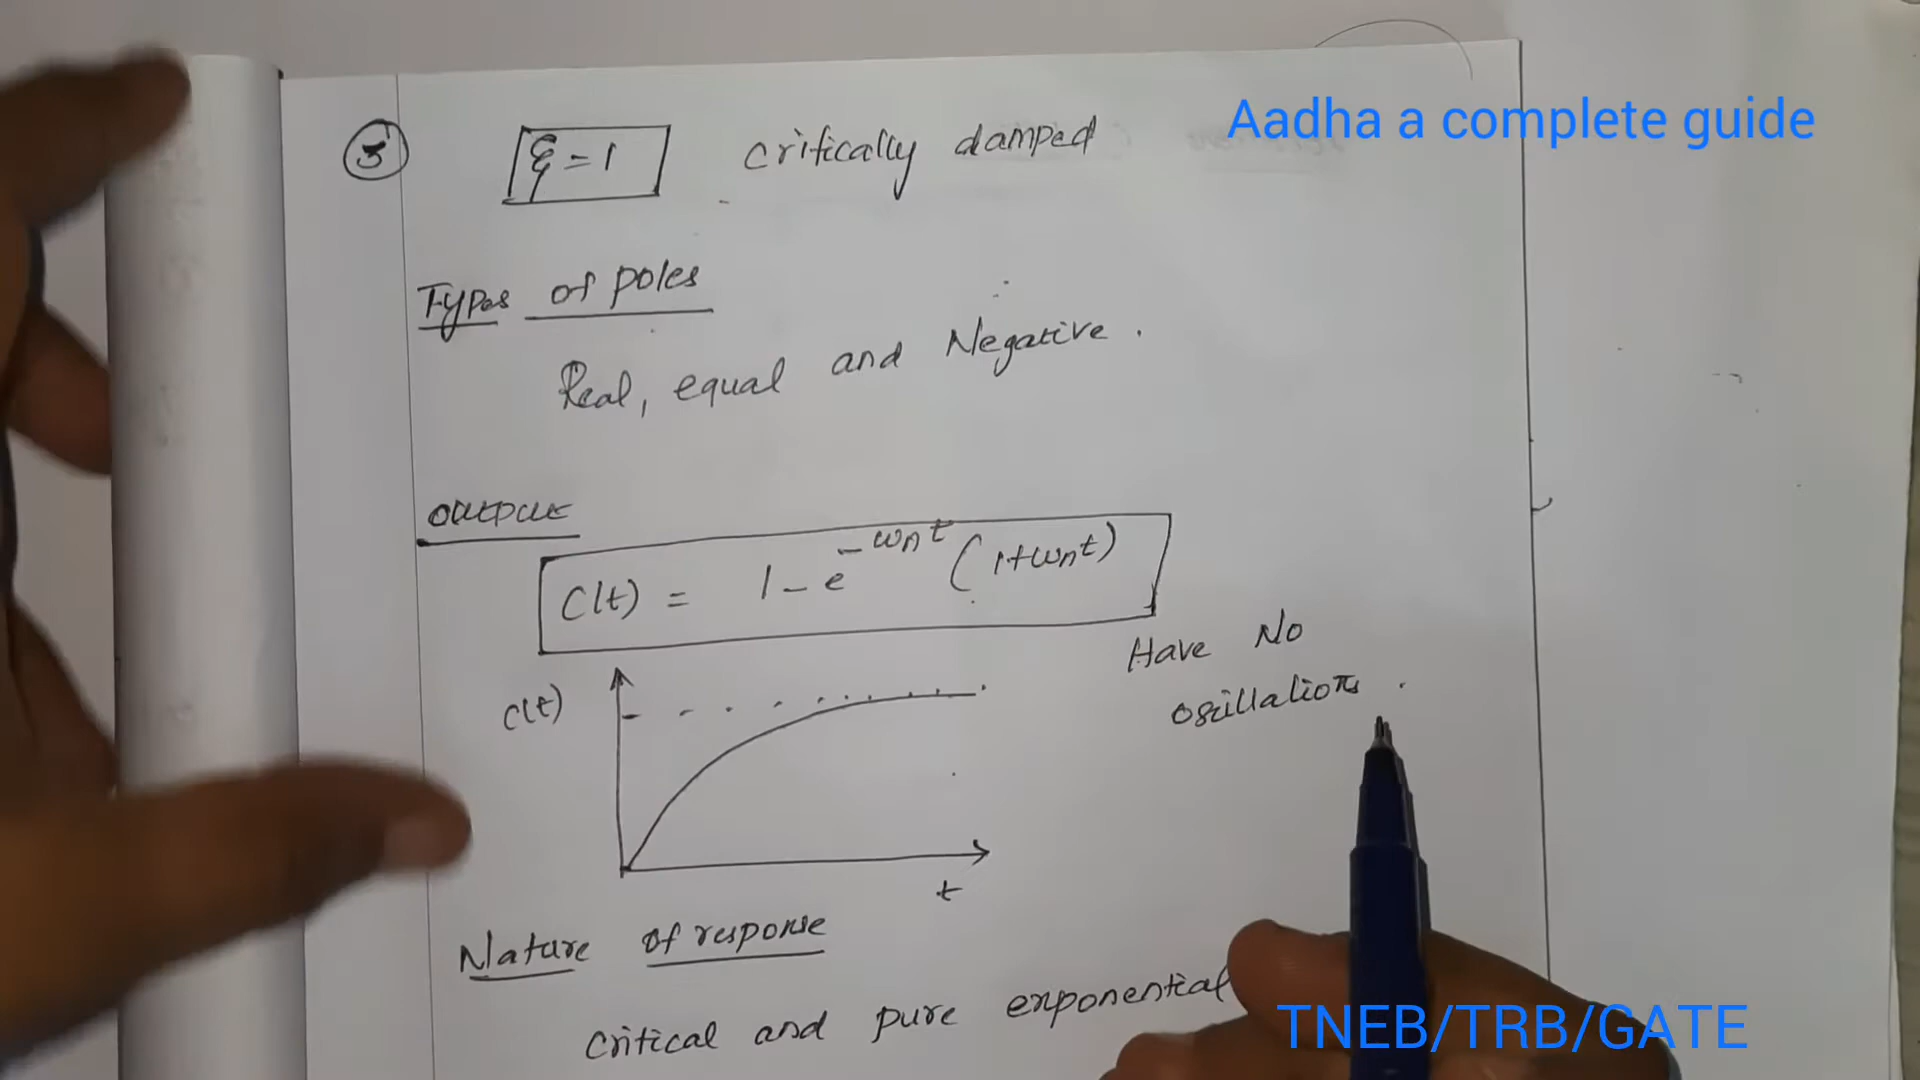 Aadha a complete guide
3 ξ = 1 critically damped
Types of poles
Real, equal and Negative.
output
C(t) = 1 - e^-ωnt (1+ωnt)
Have No
oscillations.
C(t)
t
Nature of response
critical and pure exponential
TNEB/TRB/GATE